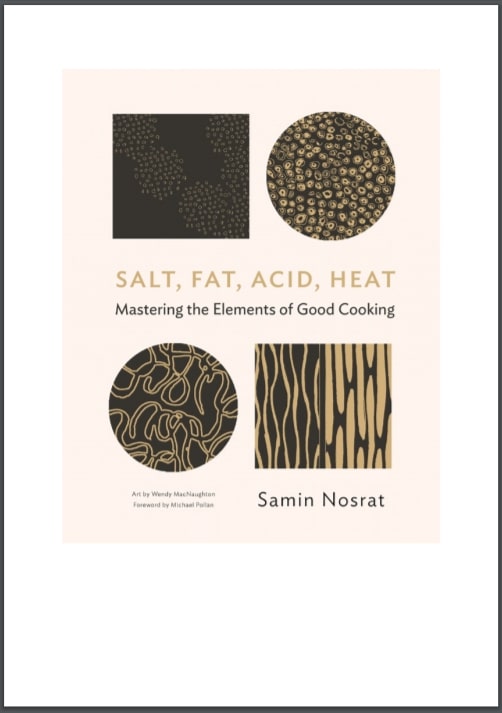 SALT, FAT, ACID, HEAT
Mastering the Elements of Good Cooking
Art by Wendy MacNaughton
Foreword by Michael Pollan
Samin Nosrat